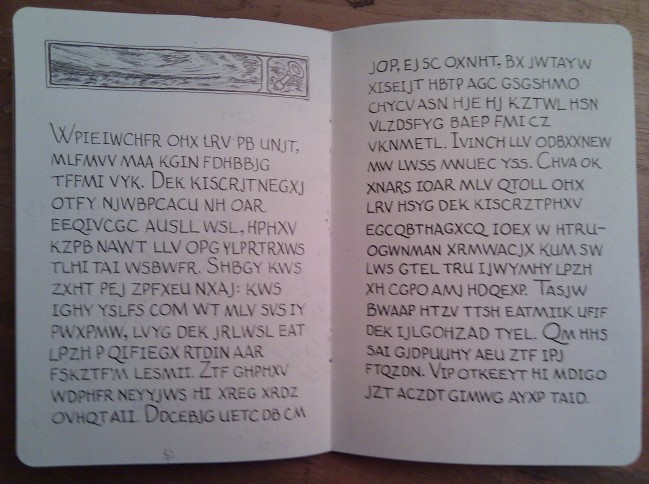 Wpieiwchfr ohx lrv pb unjt,
mlfmvv maa kgin fdhbbjg
tffmi vyk. Dek kiscrjtnegxj
otfy njwbpcacu nh oar
eeqivcgc ausll wsl, hphxv
kzpb nawt llv opg ylprtrxws
tlhi tai wsbwfr. Shbgy kws
zxht pej zpfxeu nxaj: kws
ighy yslfs com wt mlv svs iy
pwxpmw, lvyg dek jrlwsl eat
lpzh p qifiegx rtdin aar
fskztf'm lesmii. Ztf ghphxv
wdphfr neyyjws hi xreg xrdz
ovhqtaii. Ddcebjg uetc db cm
jop, ej sc oxnht, bx jwtayw
xiseijt hbtp agc gsgshmo
chycv asn hje hj kztwl hsn
vlzdsfyg baep fmi cz
vknmetl. Ivinch llv odbxxnew
mw lwss mnuec yss. Chva ok
xnars ioar mlv qtoll ohx
lrv hsyg dek kiscrztphxv
egcqbthagxcq ioex w htru-
ogwnman xrmwacjx kum sw
lws gtel tru ijwymhy lpzh
xh cgpo amj hdqexp. Tasjw
bwaap htzv ttsh eatmiik ufif
dek ijlgohzad tyel. Qm hhs
sai gjdpuuhy aeu ztf ipj
ftqzdn. Vip otkeeyt hi mdigo
jzt aczdt gimwg ayxp taid.